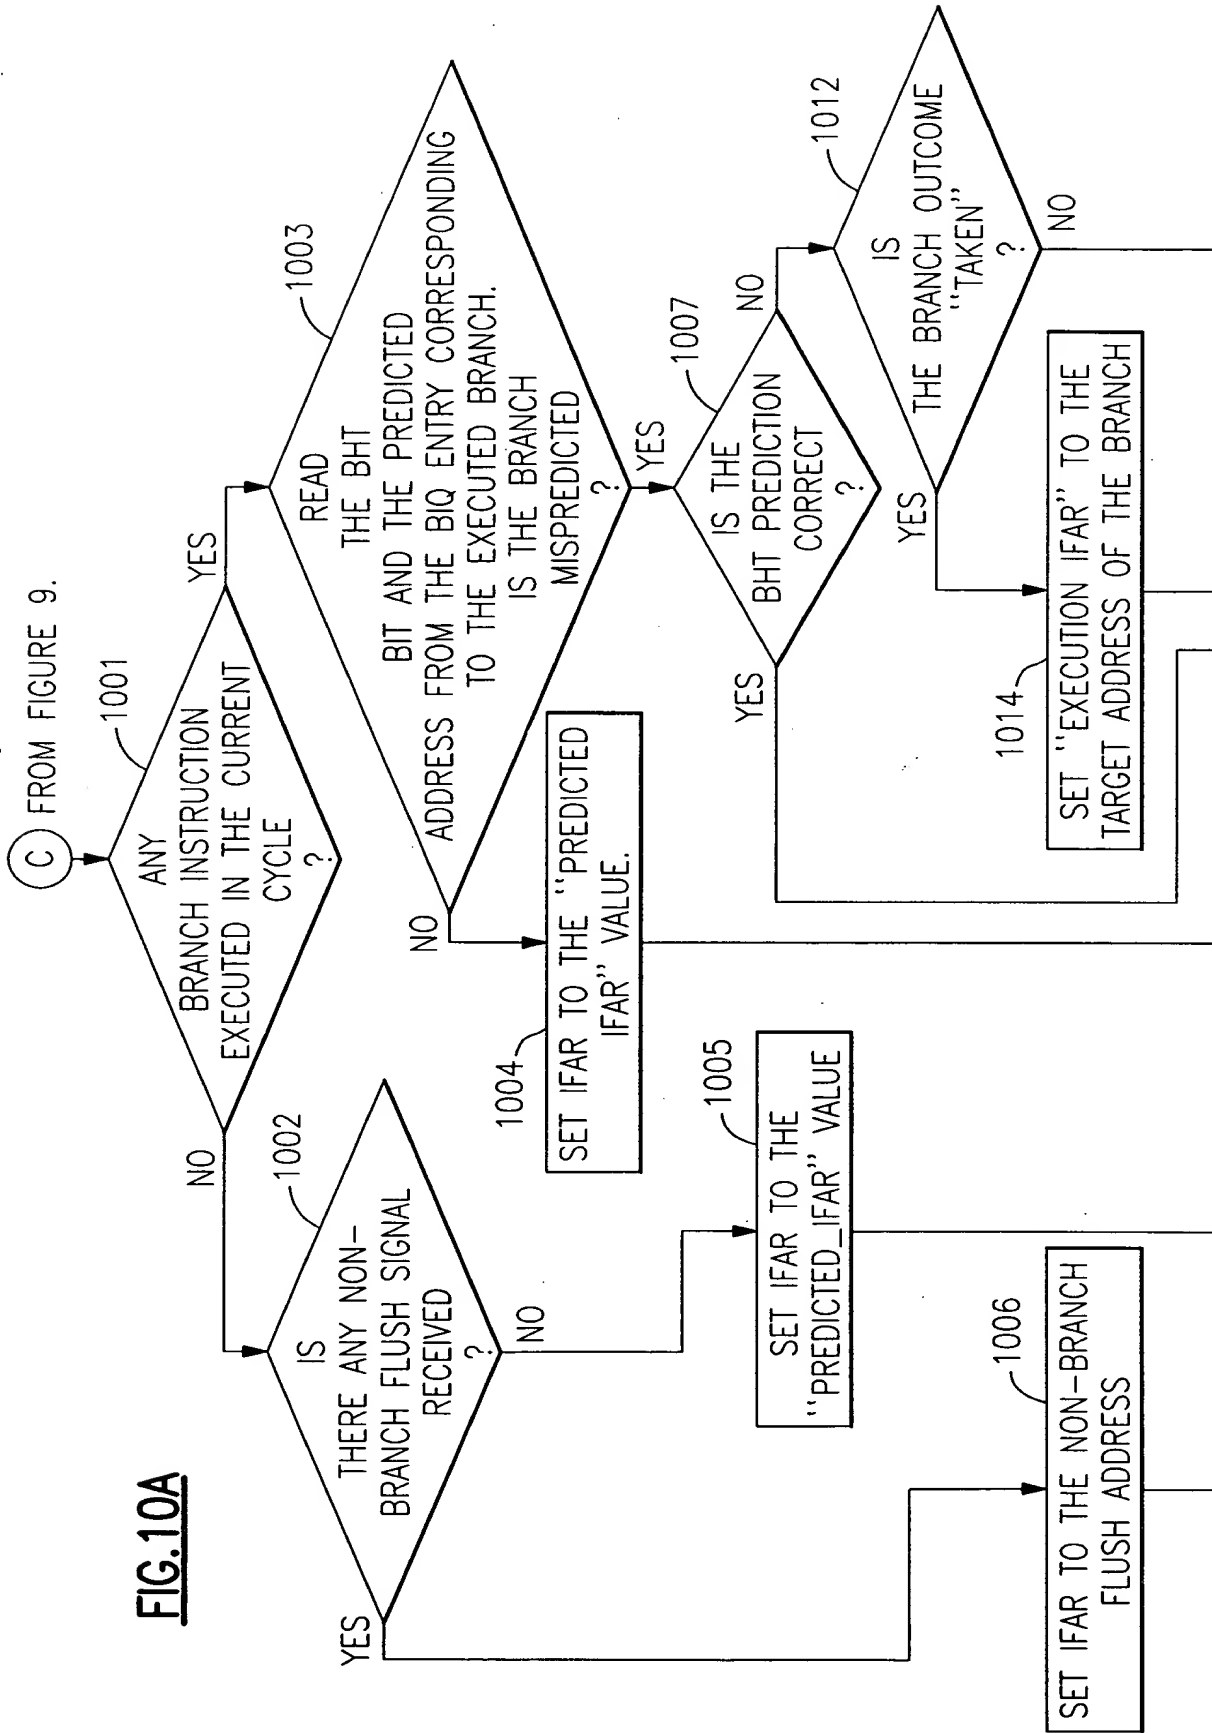 FIG.10A
C FROM FIGURE 9.
1001
ANY
BRANCH INSTRUCTION
EXECUTED IN THE CURRENT
CYCLE
?
NO
YES
1002
IS
THERE ANY NON-
BRANCH FLUSH SIGNAL
RECEIVED
?
YES
NO
1003
READ
THE BHT
BIT AND THE PREDICTED
ADDRESS FROM THE BIQ ENTRY CORRESPONDING
TO THE EXECUTED BRANCH.
IS THE BRANCH
MISPREDICTED
?
NO
YES
1004
SET IFAR TO THE "PREDICTED
IFAR" VALUE.
1005
SET IFAR TO THE
"PREDICTED_IFAR" VALUE
1006
SET IFAR TO THE NON-BRANCH
FLUSH ADDRESS
1007
IS THE
BHT PREDICTION
CORRECT
?
YES
NO
1012
IS
THE BRANCH OUTCOME
"TAKEN"
?
YES
NO
1014
SET "EXECUTION IFAR" TO THE
TARGET ADDRESS OF THE BRANCH